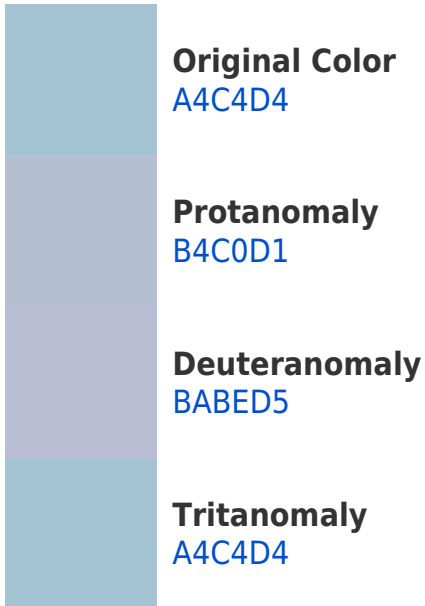 Original Color
A4C4D4
Protanomaly
B4C0D1
Deuteranomaly
BABED5
Tritanomaly
A4C4D4